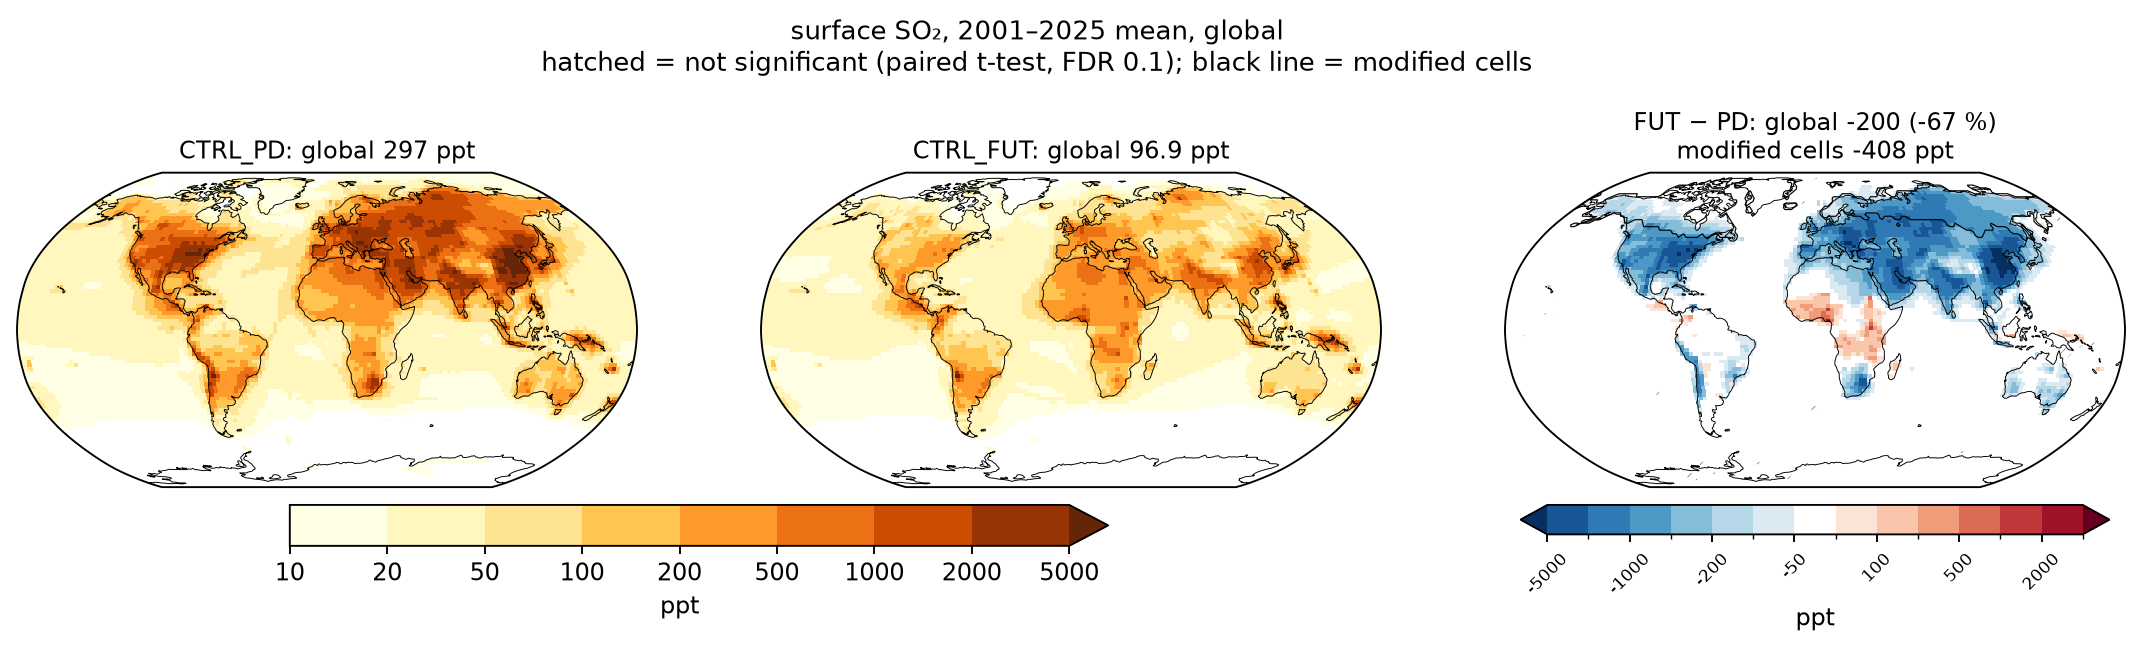 surface SO₂, 2001–2025 mean, global
hatched = not significant (paired t-test, FDR 0.1); black line = modified cells
CTRL_PD: global 297 ppt
CTRL_FUT: global 96.9 ppt
FUT − PD: global -200 (-67 %)
modified cells -408 ppt
10 20 50 100 200 500 1000 2000 5000
ppt
-5000 -1000 -200 -50 100 500 2000
ppt